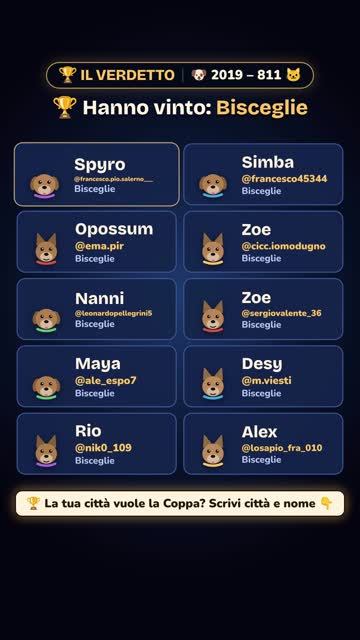 🏆 IL VERDETTO | 🐶 2019 – 811 🐱
🏆 Hanno vinto: Bisceglie
Spyro
@francesco.pio.salerno___
Bisceglie
Simba
@francesco45344
Bisceglie
Opossum
@ema.pir
Bisceglie
Zoe
@cicc.iomodugno
Bisceglie
Nanni
@leonardopellegrini5
Bisceglie
Zoe
@sergiovalente_36
Bisceglie
Maya
@ale_espo7
Bisceglie
Desy
@m.viesti
Bisceglie
Rio
@nik0_109
Bisceglie
Alex
@losapio_fra_010
Bisceglie
🏆 La tua città vuole la Coppa? Scrivi città e nome 👇